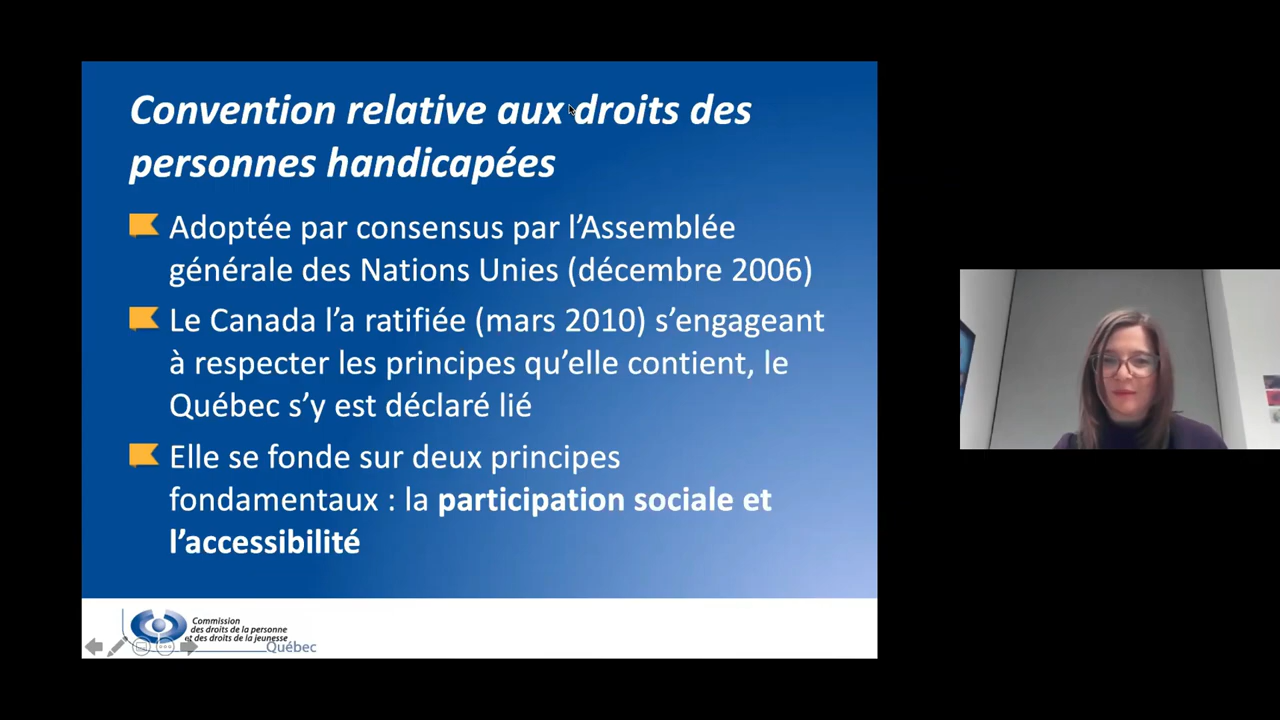 Convention relative aux droits des
personnes handicapées
Adoptée par consensus par l’Assemblée
générale des Nations Unies (décembre 2006)
Le Canada l’a ratifiée (mars 2010) s’engageant
à respecter les principes qu’elle contient, le
Québec s’y est déclaré lié
Elle se fonde sur deux principes
fondamentaux : la participation sociale et
l’accessibilité
Commission
des droits de la personne
et des droits de la jeunesse
Québec